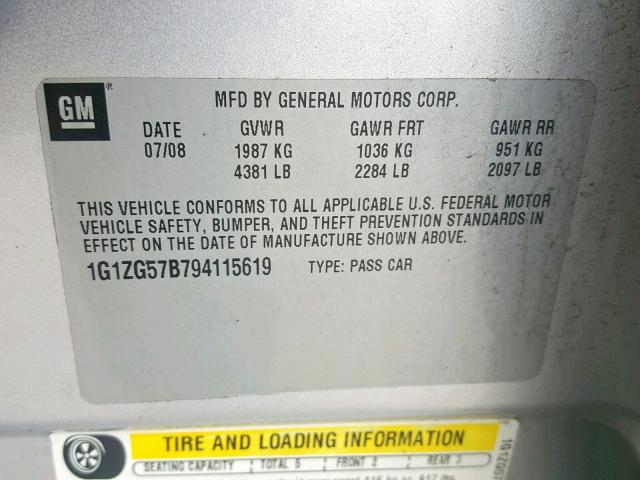 GM ® MFD BY GENERAL MOTORS CORP.
DATE GVWR GAWR FRT GAWR RR
07/08 1987 KG 1036 KG 951 KG
4381 LB 2284 LB 2097 LB
THIS VEHICLE CONFORMS TO ALL APPLICABLE U.S. FEDERAL MOTOR
VEHICLE SAFETY, BUMPER, AND THEFT PREVENTION STANDARDS IN
EFFECT ON THE DATE OF MANUFACTURE SHOWN ABOVE.
1G1ZG57B794115619 TYPE: PASS CAR
TIRE AND LOADING INFORMATION
SEATING CAPACITY TOTAL 5 FRONT 2 REAR 3
1G1ZG57